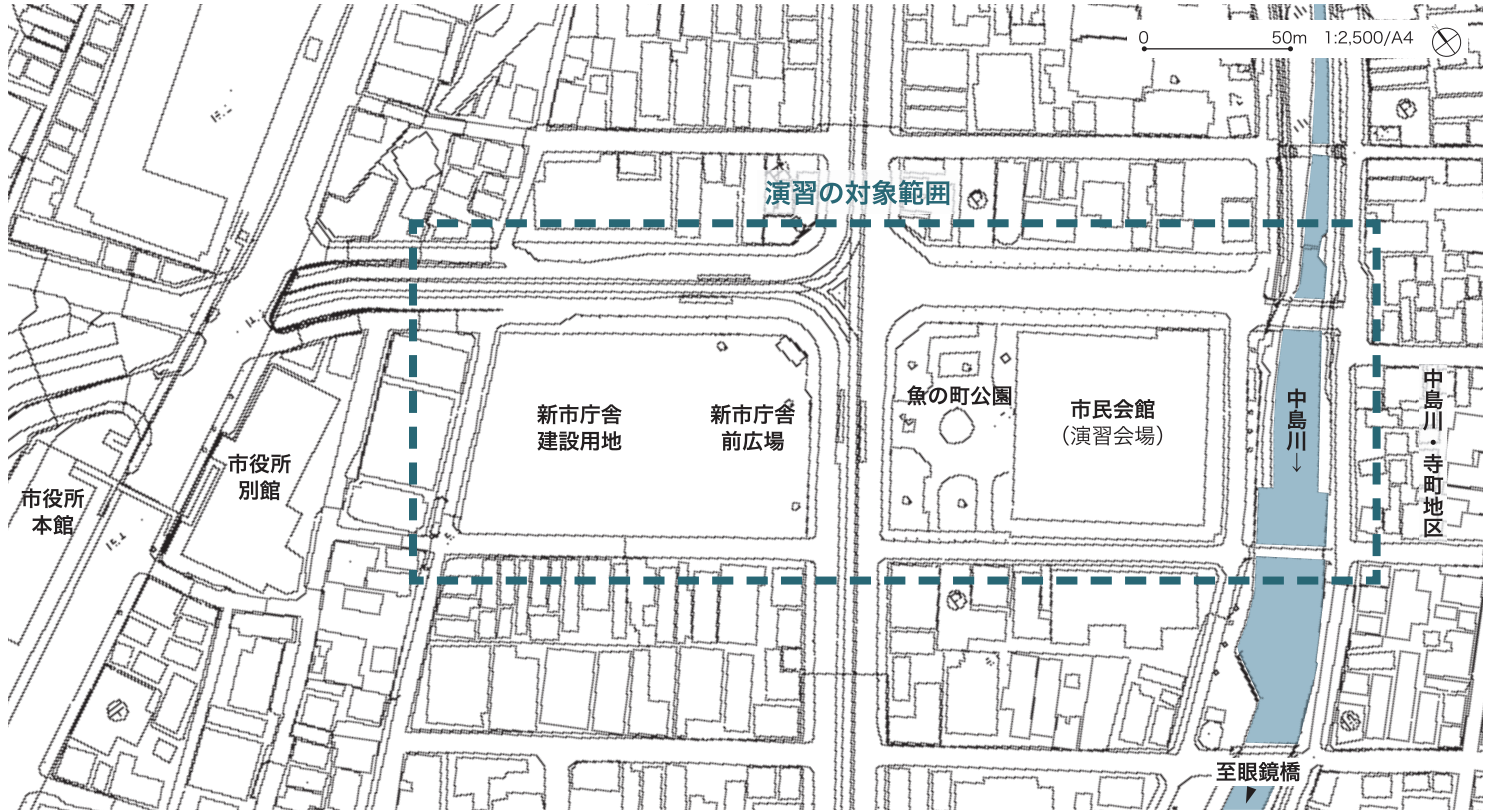 0 50m 1:2,500/A4
演習の対象範囲
新市庁舎
建設用地
新市庁舎
前広場
魚の町公園
市民会館
（演習会場）
中島川→
中島川・寺町地区
市役所
別館
市役所
本館
至眼鏡橋